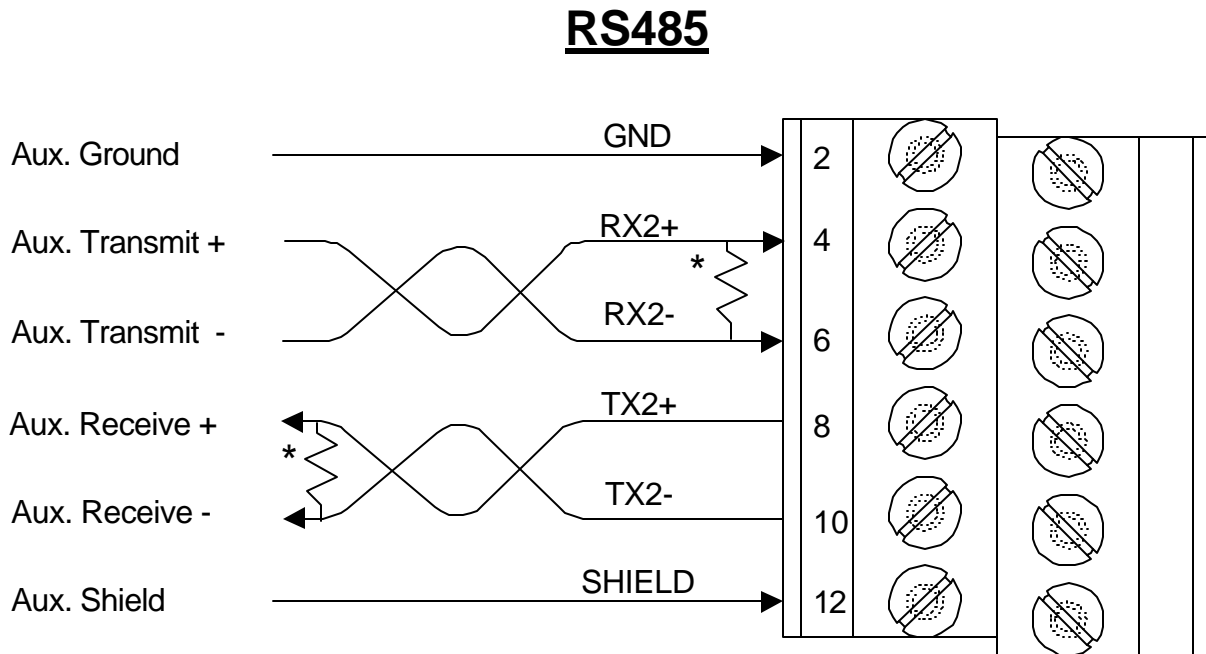 RS485
Aux. Ground GND 2
Aux. Transmit + RX2+ 4
*
Aux. Transmit - RX2- 6
Aux. Receive + TX2+ 8
*
Aux. Receive - TX2- 10
Aux. Shield SHIELD 12